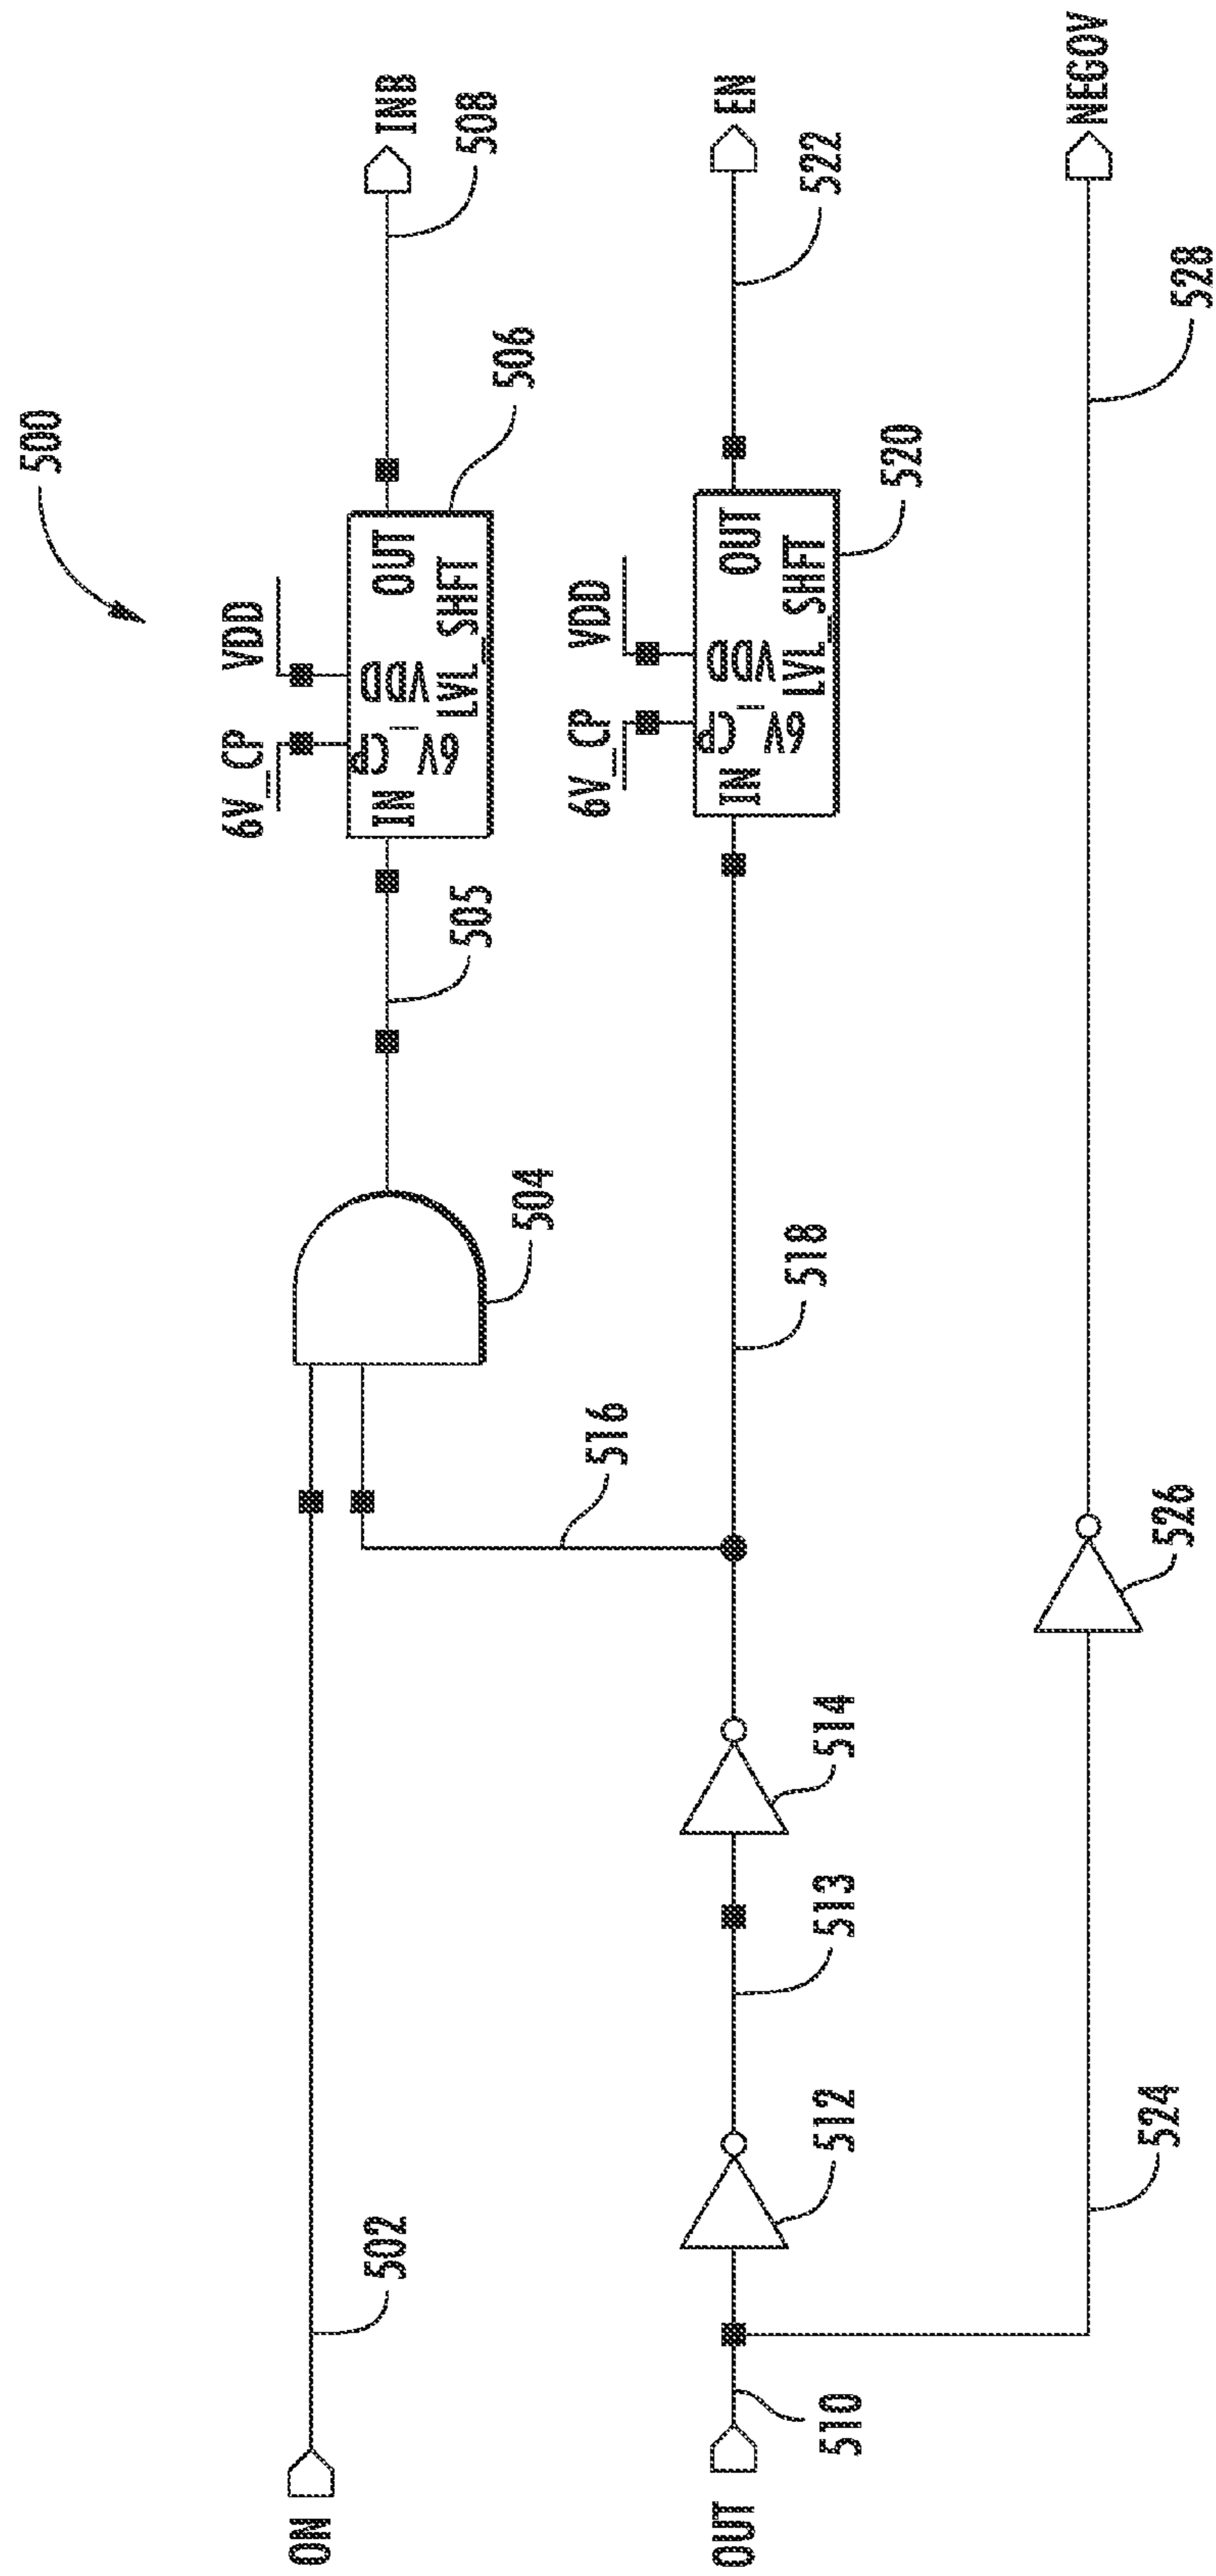 500
ON
502
504
505
6V_CP
VDD
IN
6V_CP
VDD
OUT
LVL_SHFT
506
508
INB
OUT
510
512
513
514
516
518
6V_CP
VDD
IN
6V_CP
VDD
OUT
LVL_SHFT
520
522
EN
524
526
528
NEGOV